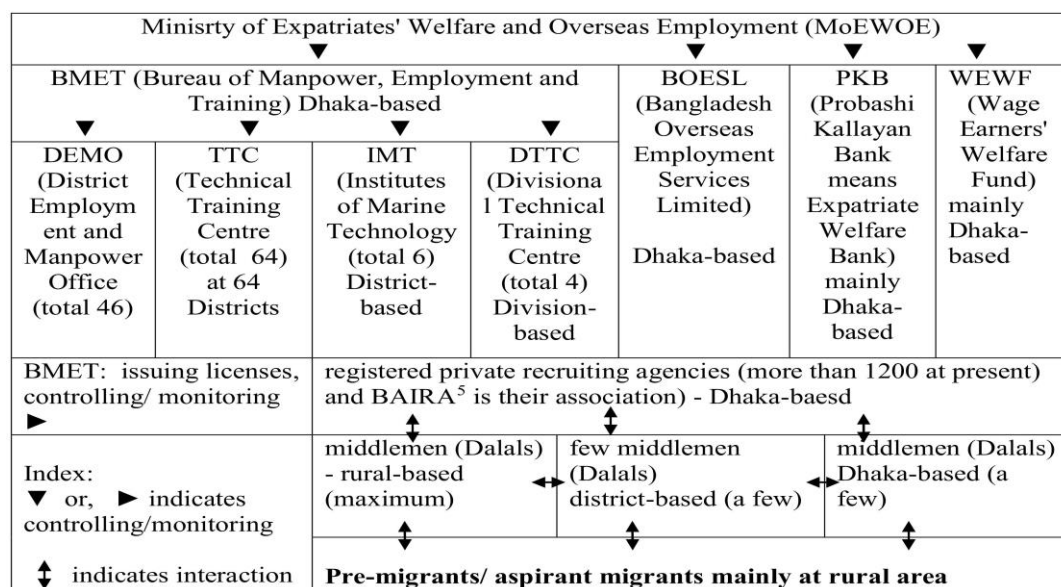 Minisrty of Expatriates' Welfare and Overseas Employment (MoEWOE)
BMET (Bureau of Manpower, Employment and
Training) Dhaka-based
DEMO
(District
Employm
ent and
Manpower
Office
(total 46)
TTC
(Technical
Training
Centre
(total 64)
at 64
Districts
IMT
(Institutes
of Marine
Technology
(total 6)
District-
based
DTTC
(Divisiona
l Technical
Training
Centre
(total 4)
Division-
based
BOESL
(Bangladesh
Overseas
Employment
Services
Limited)
Dhaka-based
PKB
(Probashi
Kallayan
Bank
means
Expatriate
Welfare
Bank)
mainly
Dhaka-
based
WEWF
(Wage
Earners'
Welfare
Fund)
mainly
Dhaka-
based
BMET: issuing licenses,
controlling/ monitoring
registered private recruiting agencies (more than 1200 at present)
and BAIRA⁵ is their association) - Dhaka-baesd
middlemen (Dalals)
- rural-based
(maximum)
few middlemen
(Dalals)
district-based (a few)
middlemen (Dalals)
Dhaka-based (a
few)
Index:
▼ or, ► indicates
controlling/monitoring
↕ indicates interaction
Pre-migrants/ aspirant migrants mainly at rural area